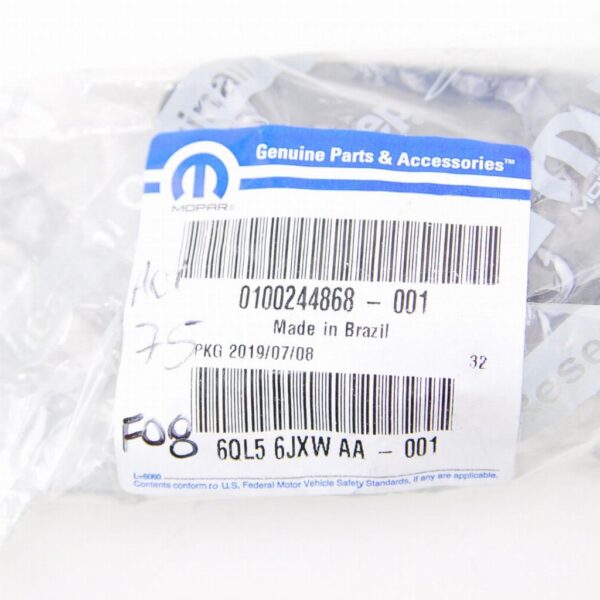 Genuine Parts & Accessories™
MOPAR®
0100244868 - 001
Made in Brazil
75
PKG 2019/07/08 32
Fog
6QL5 6JXW AA - 001
L-6060
Contents conform to U.S. Federal Motor Vehicle Safety Standards, if any are applicable.